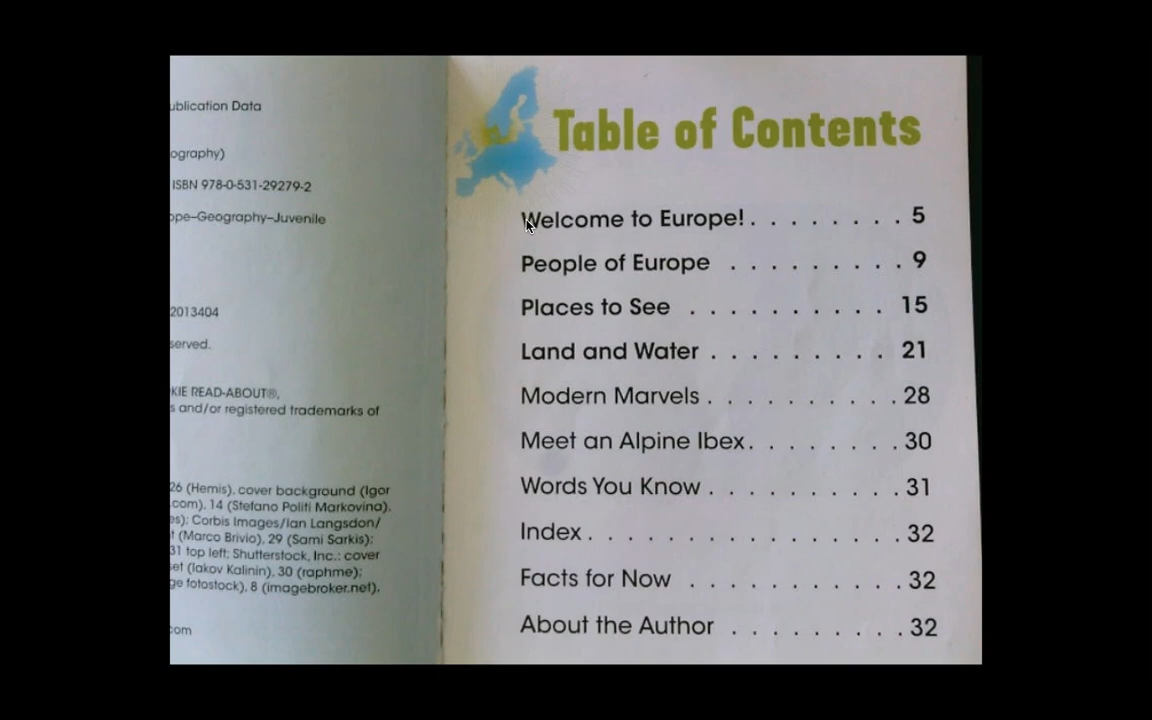 ublication Data
ography)
ISBN 978-0-531-29279-2
ope–Geography–Juvenile
2013404
served.
KIE READ-ABOUT®,
s and/or registered trademarks of
26 (Hemis), cover background (Igor
.com), 14 (Stefano Politi Markovina),
es); Corbis Images/Ian Langsdon/
t (Marco Brivio), 29 (Sami Sarkis);
31 top left; Shutterstock, Inc.: cover
set (Iakov Kalinin), 30 (raphme);
ge fotostock), 8 (imagebroker.net),
com
Table of Contents
Welcome to Europe! . . . . . . . . 5
People of Europe . . . . . . . . . 9
Places to See . . . . . . . . . . 15
Land and Water . . . . . . . . . 21
Modern Marvels . . . . . . . . . . 28
Meet an Alpine Ibex . . . . . . . . 30
Words You Know . . . . . . . . . . 31
Index . . . . . . . . . . . . . . . 32
Facts for Now . . . . . . . . . . 32
About the Author . . . . . . . . . 32